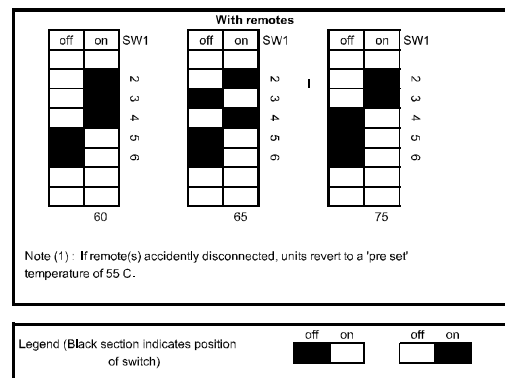 With remotes
off on SW1 off on SW1 off on SW1
2 2 2
3 3 3
4 4 4
5 5 5
6 6 6
60 65 75
Note (1) : If remote(s) accidently disconnected, units revert to a 'pre set'
temperature of 55 C.
off on off on
Legend (Black section indicates position
of switch)